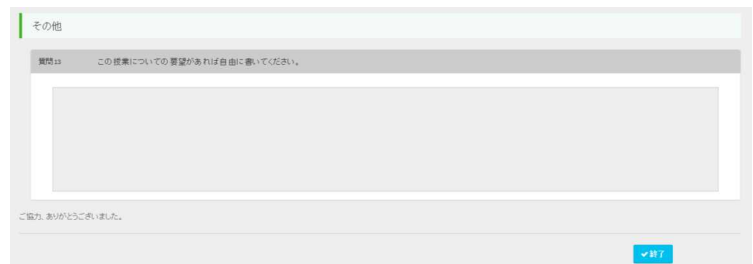 その他
質問13 この授業についての要望があれば自由に書いてください。
ご協力、ありがとうございました。
✔終了